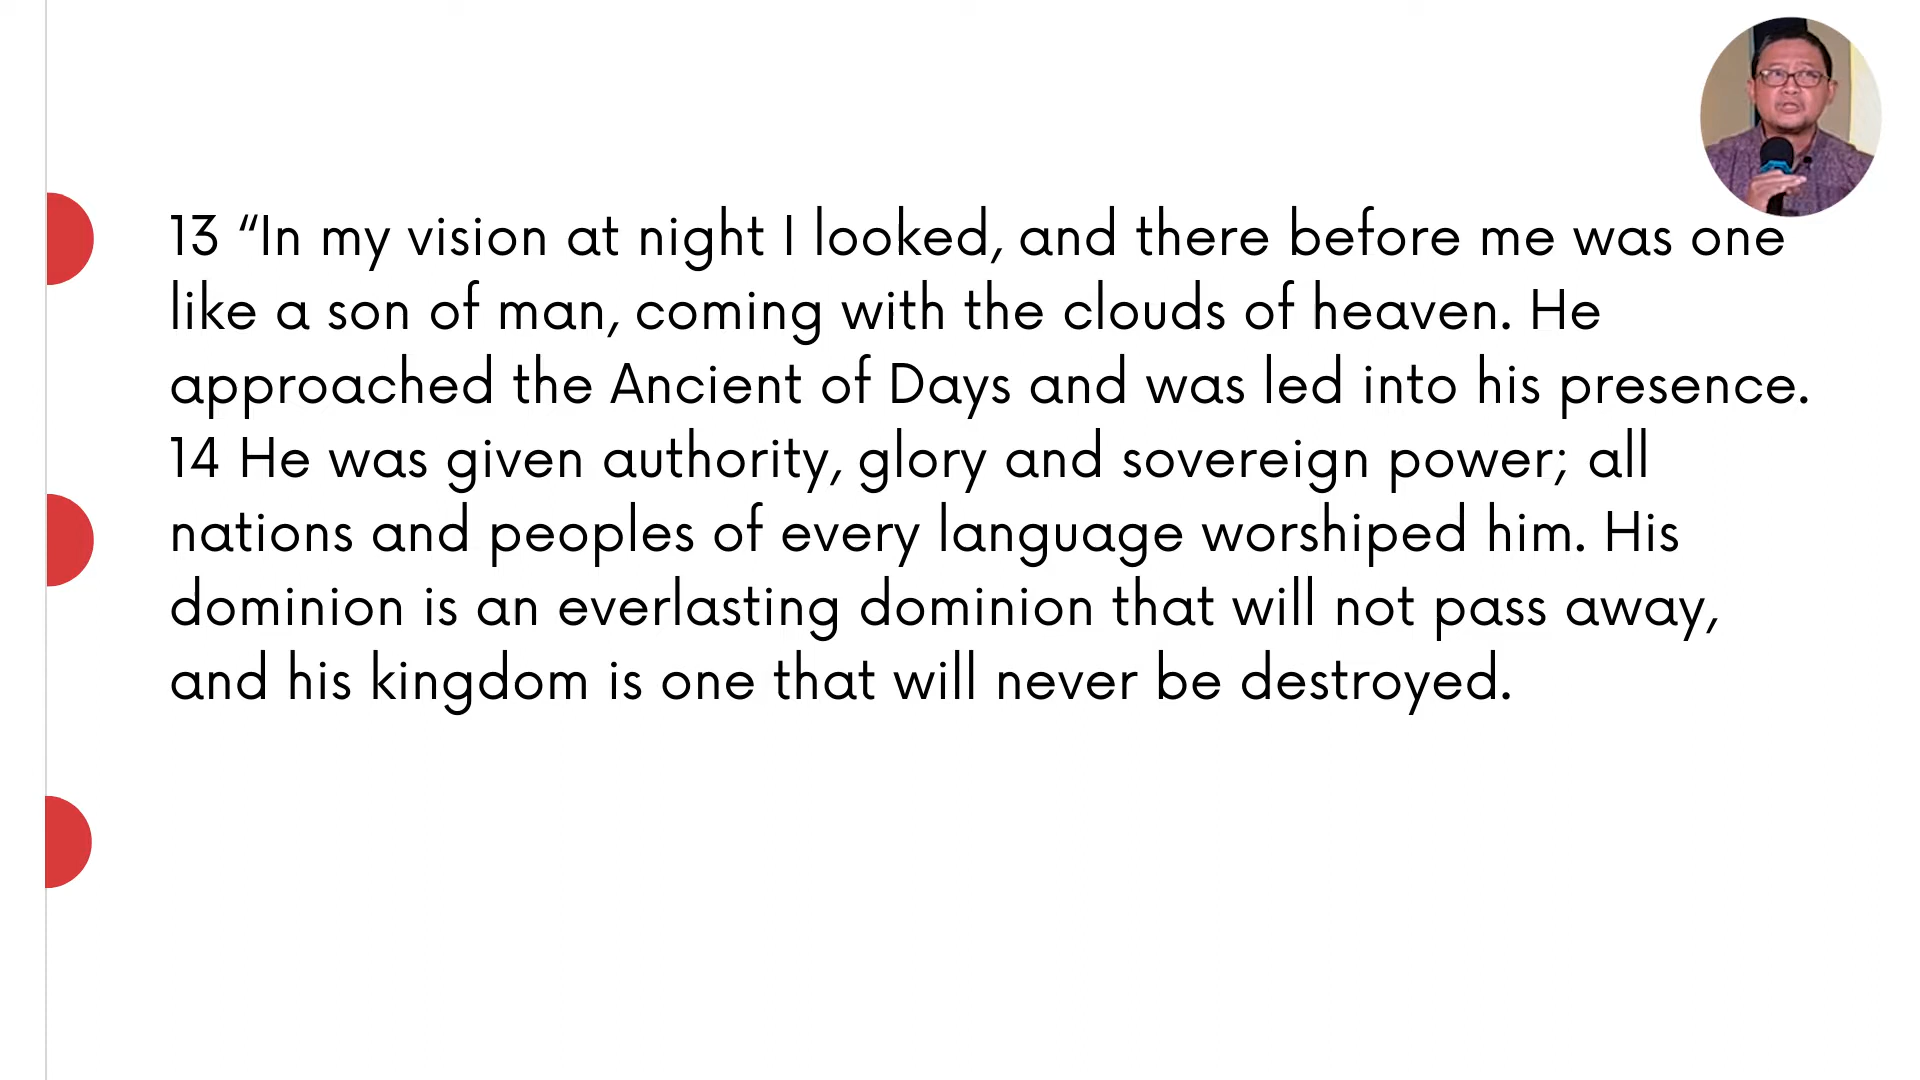 13 “In my vision at night I looked, and there before me was one
like a son of man, coming with the clouds of heaven. He
approached the Ancient of Days and was led into his presence.
14 He was given authority, glory and sovereign power; all
nations and peoples of every language worshiped him. His
dominion is an everlasting dominion that will not pass away,
and his kingdom is one that will never be destroyed.